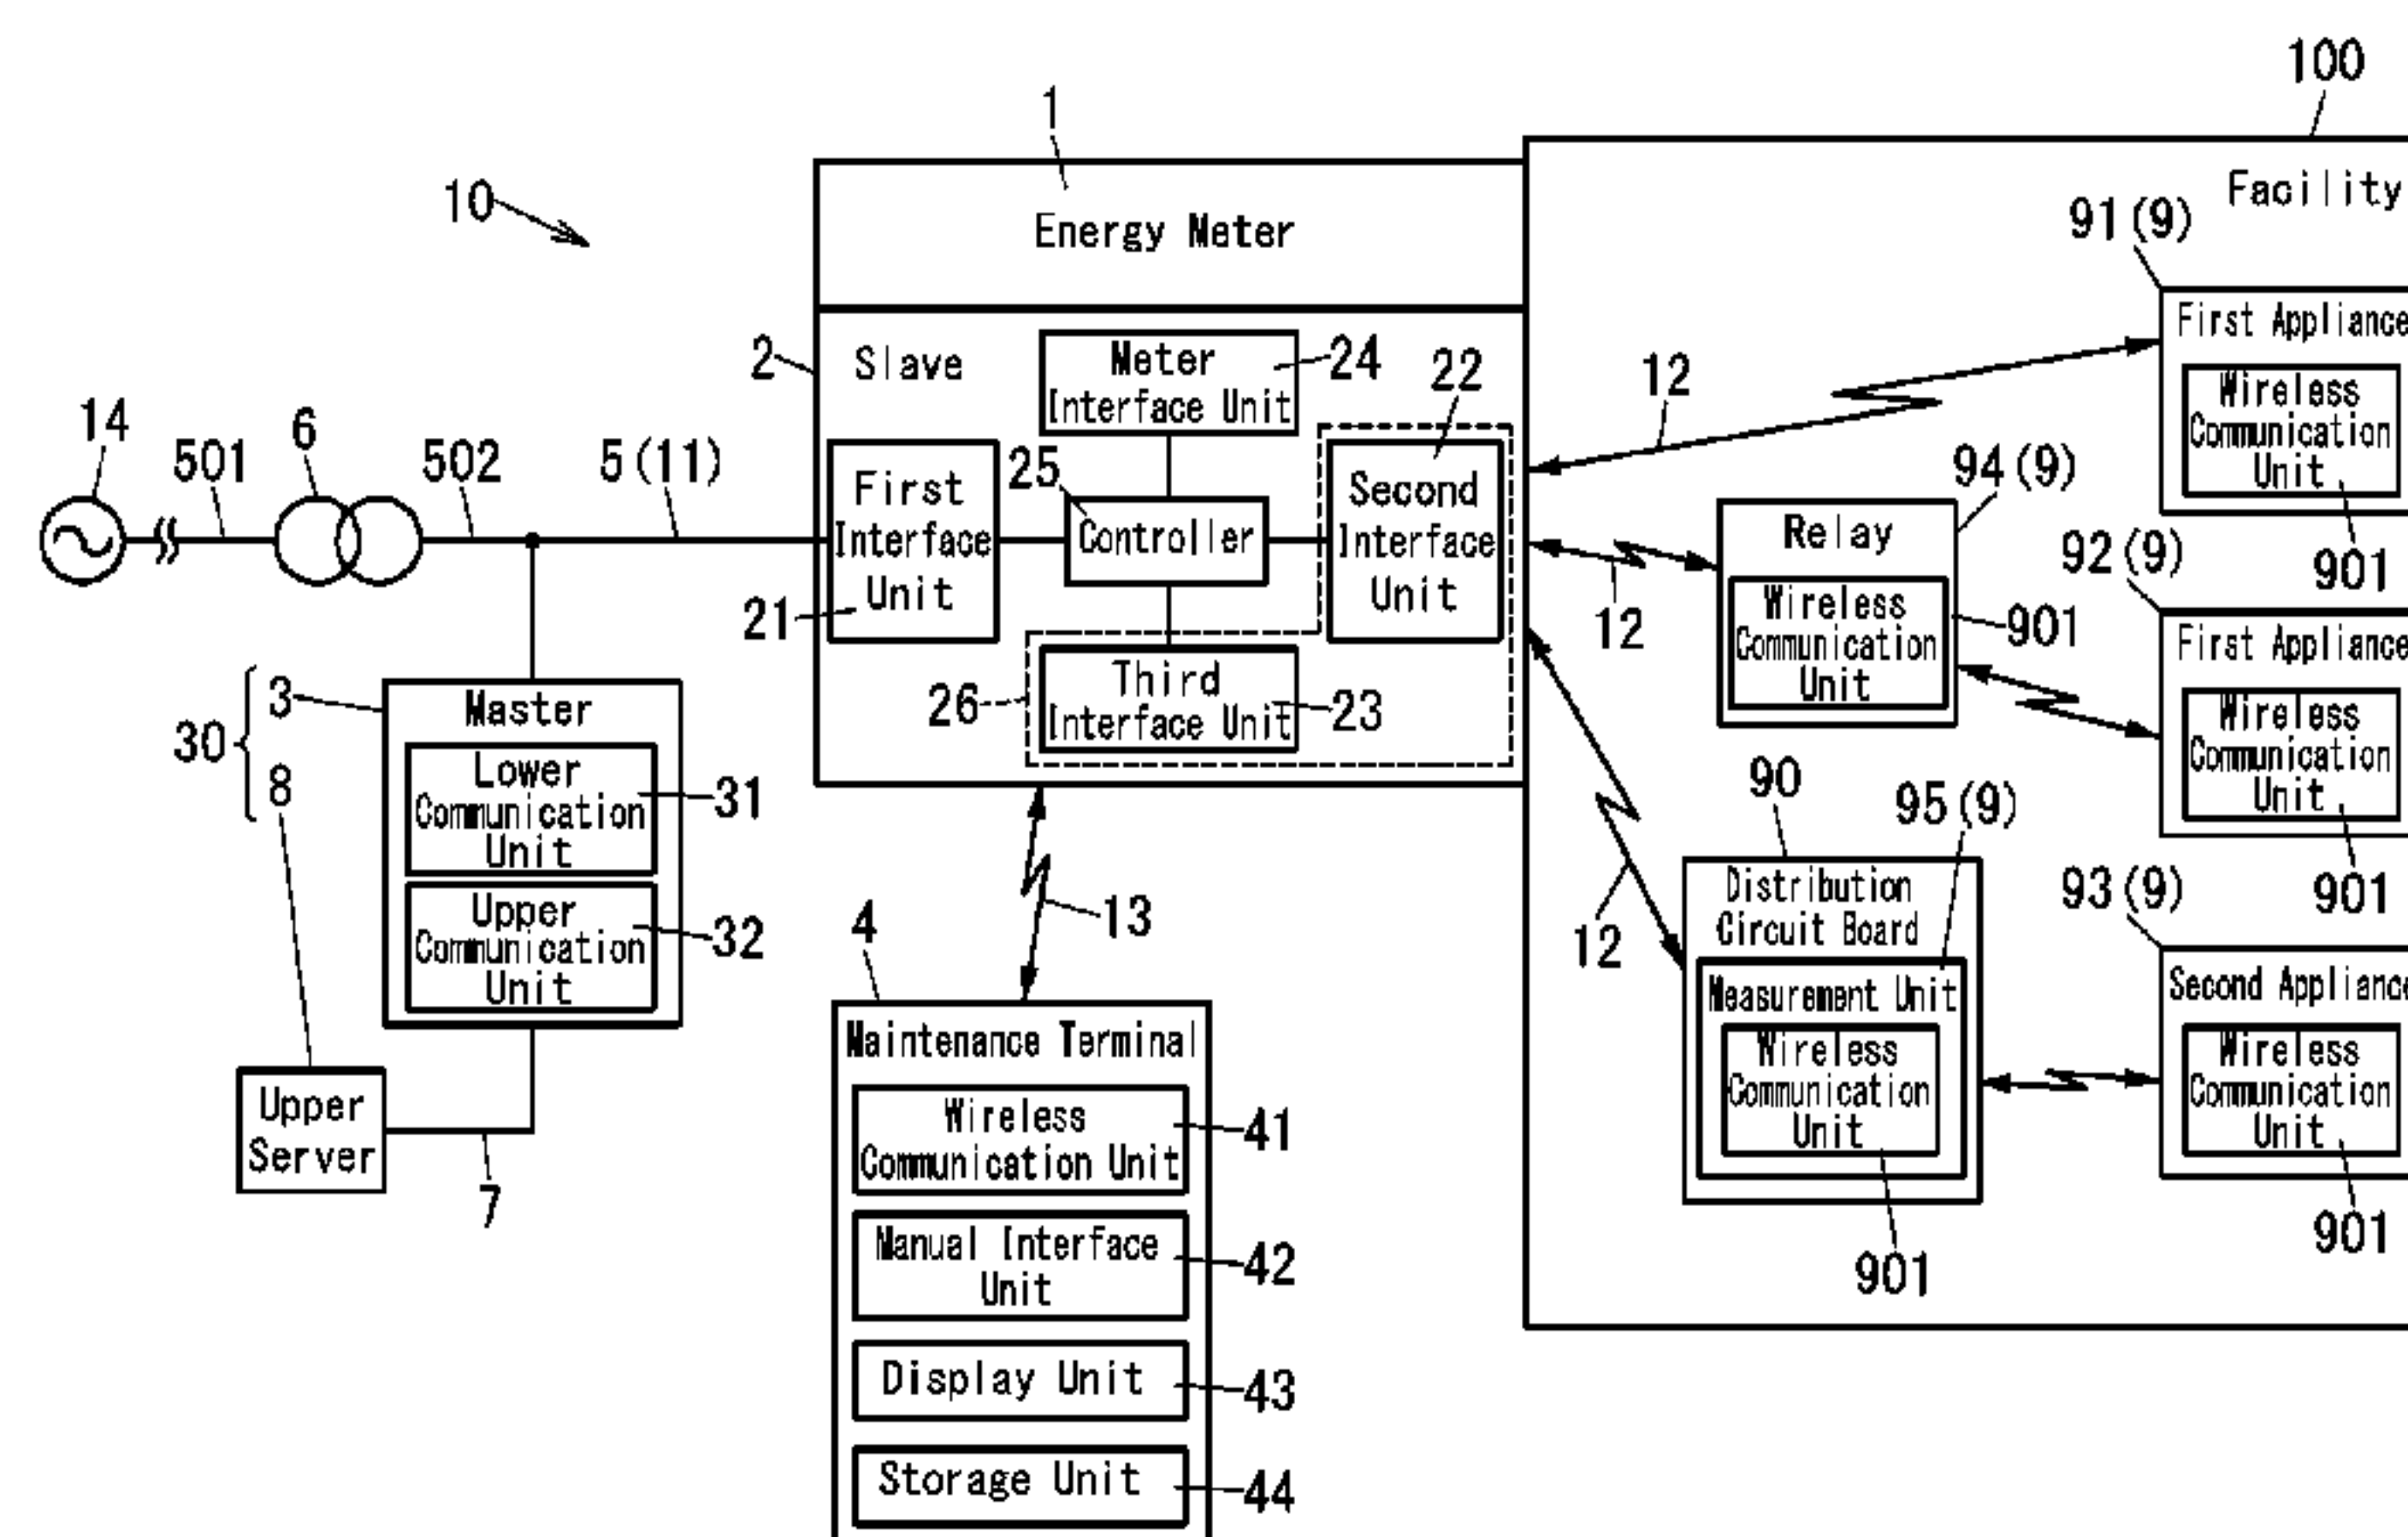 100
1
10
Energy Meter
Facility
91(9)
2
Slave
Meter
Interface Unit
24
22
12
First Appliance
Wireless
Communication
Unit
901
14
501
6
502
5(11)
First
Interface
Unit
21
25
Controller
Second
Interface
Unit
94(9)
Relay
Wireless
Communication
Unit
901
12
92(9)
First Appliance
Wireless
Communication
Unit
901
26
Third
Interface Unit
23
30
3
8
Master
Lower
Communication
Unit
31
Upper
Communication
Unit
32
Upper
Server
7
4
13
Maintenance Terminal
Wireless
Communication Unit
41
Manual Interface
Unit
42
Display Unit
43
Storage Unit
44
12
90
95(9)
Distribution
Circuit Board
Measurement Unit
Wireless
Communication
Unit
901
93(9)
Second Appliance
Wireless
Communication
Unit
901